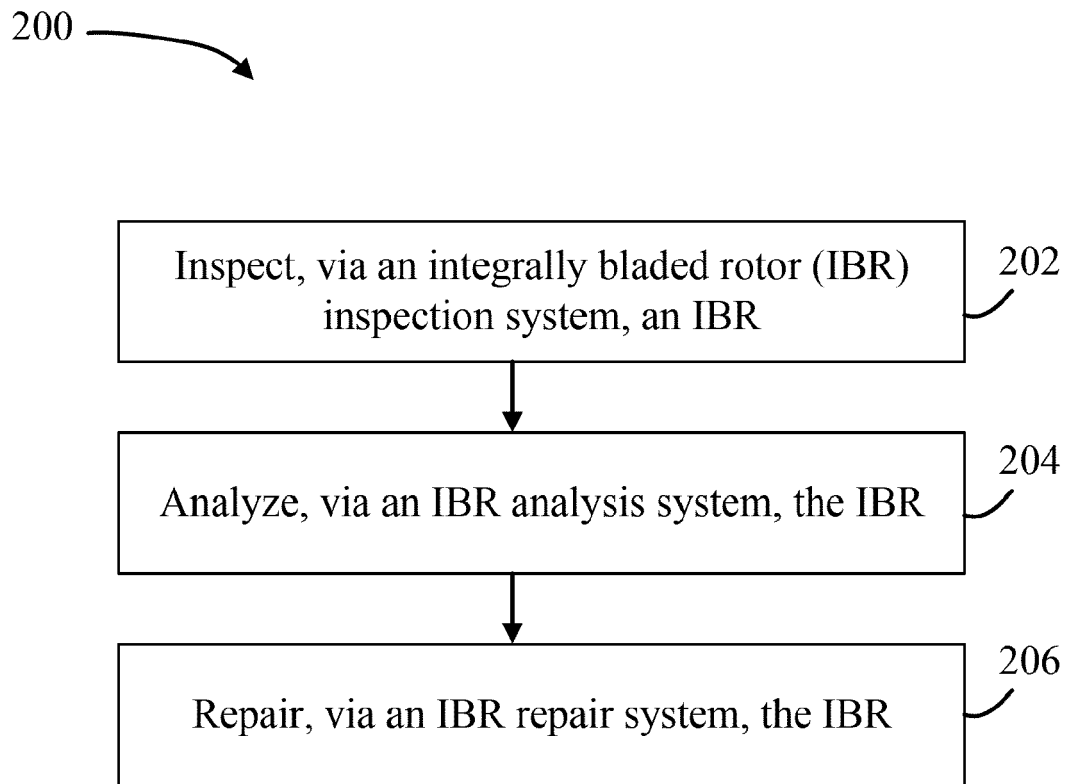 200
Inspect, via an integrally bladed rotor (IBR)
inspection system, an IBR
202
Analyze, via an IBR analysis system, the IBR
204
Repair, via an IBR repair system, the IBR
206